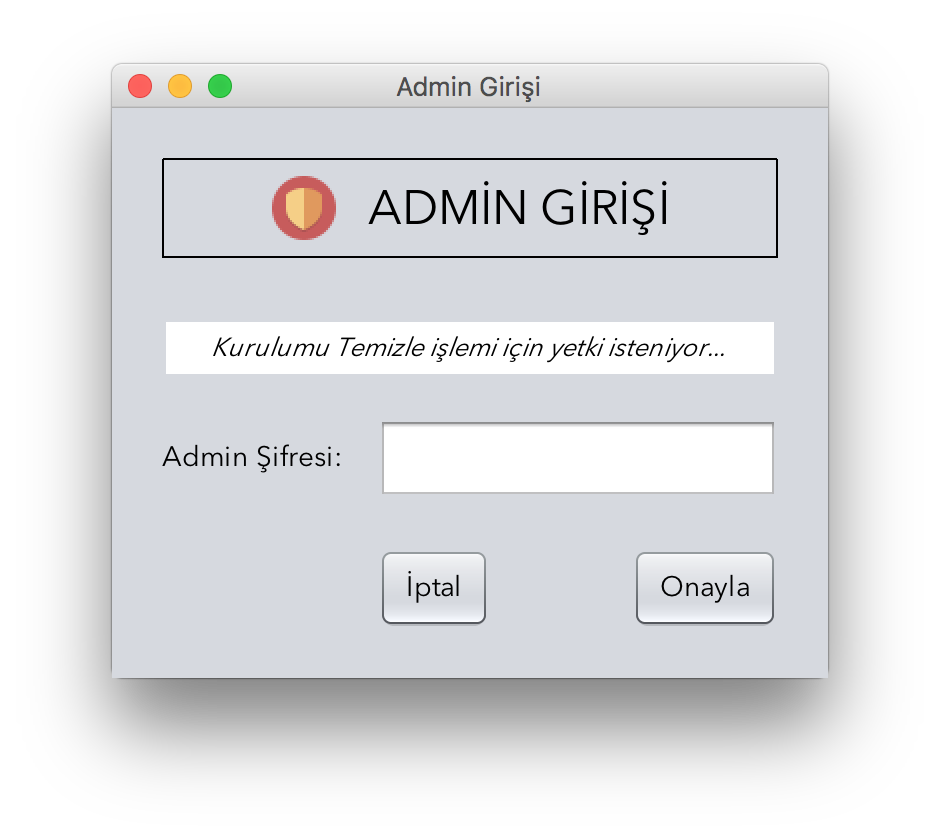 Admin Girişi
ADMİN GİRİŞİ
Kurulumu Temizle işlemi için yetki isteniyor...
Admin Şifresi:
İptal
Onayla